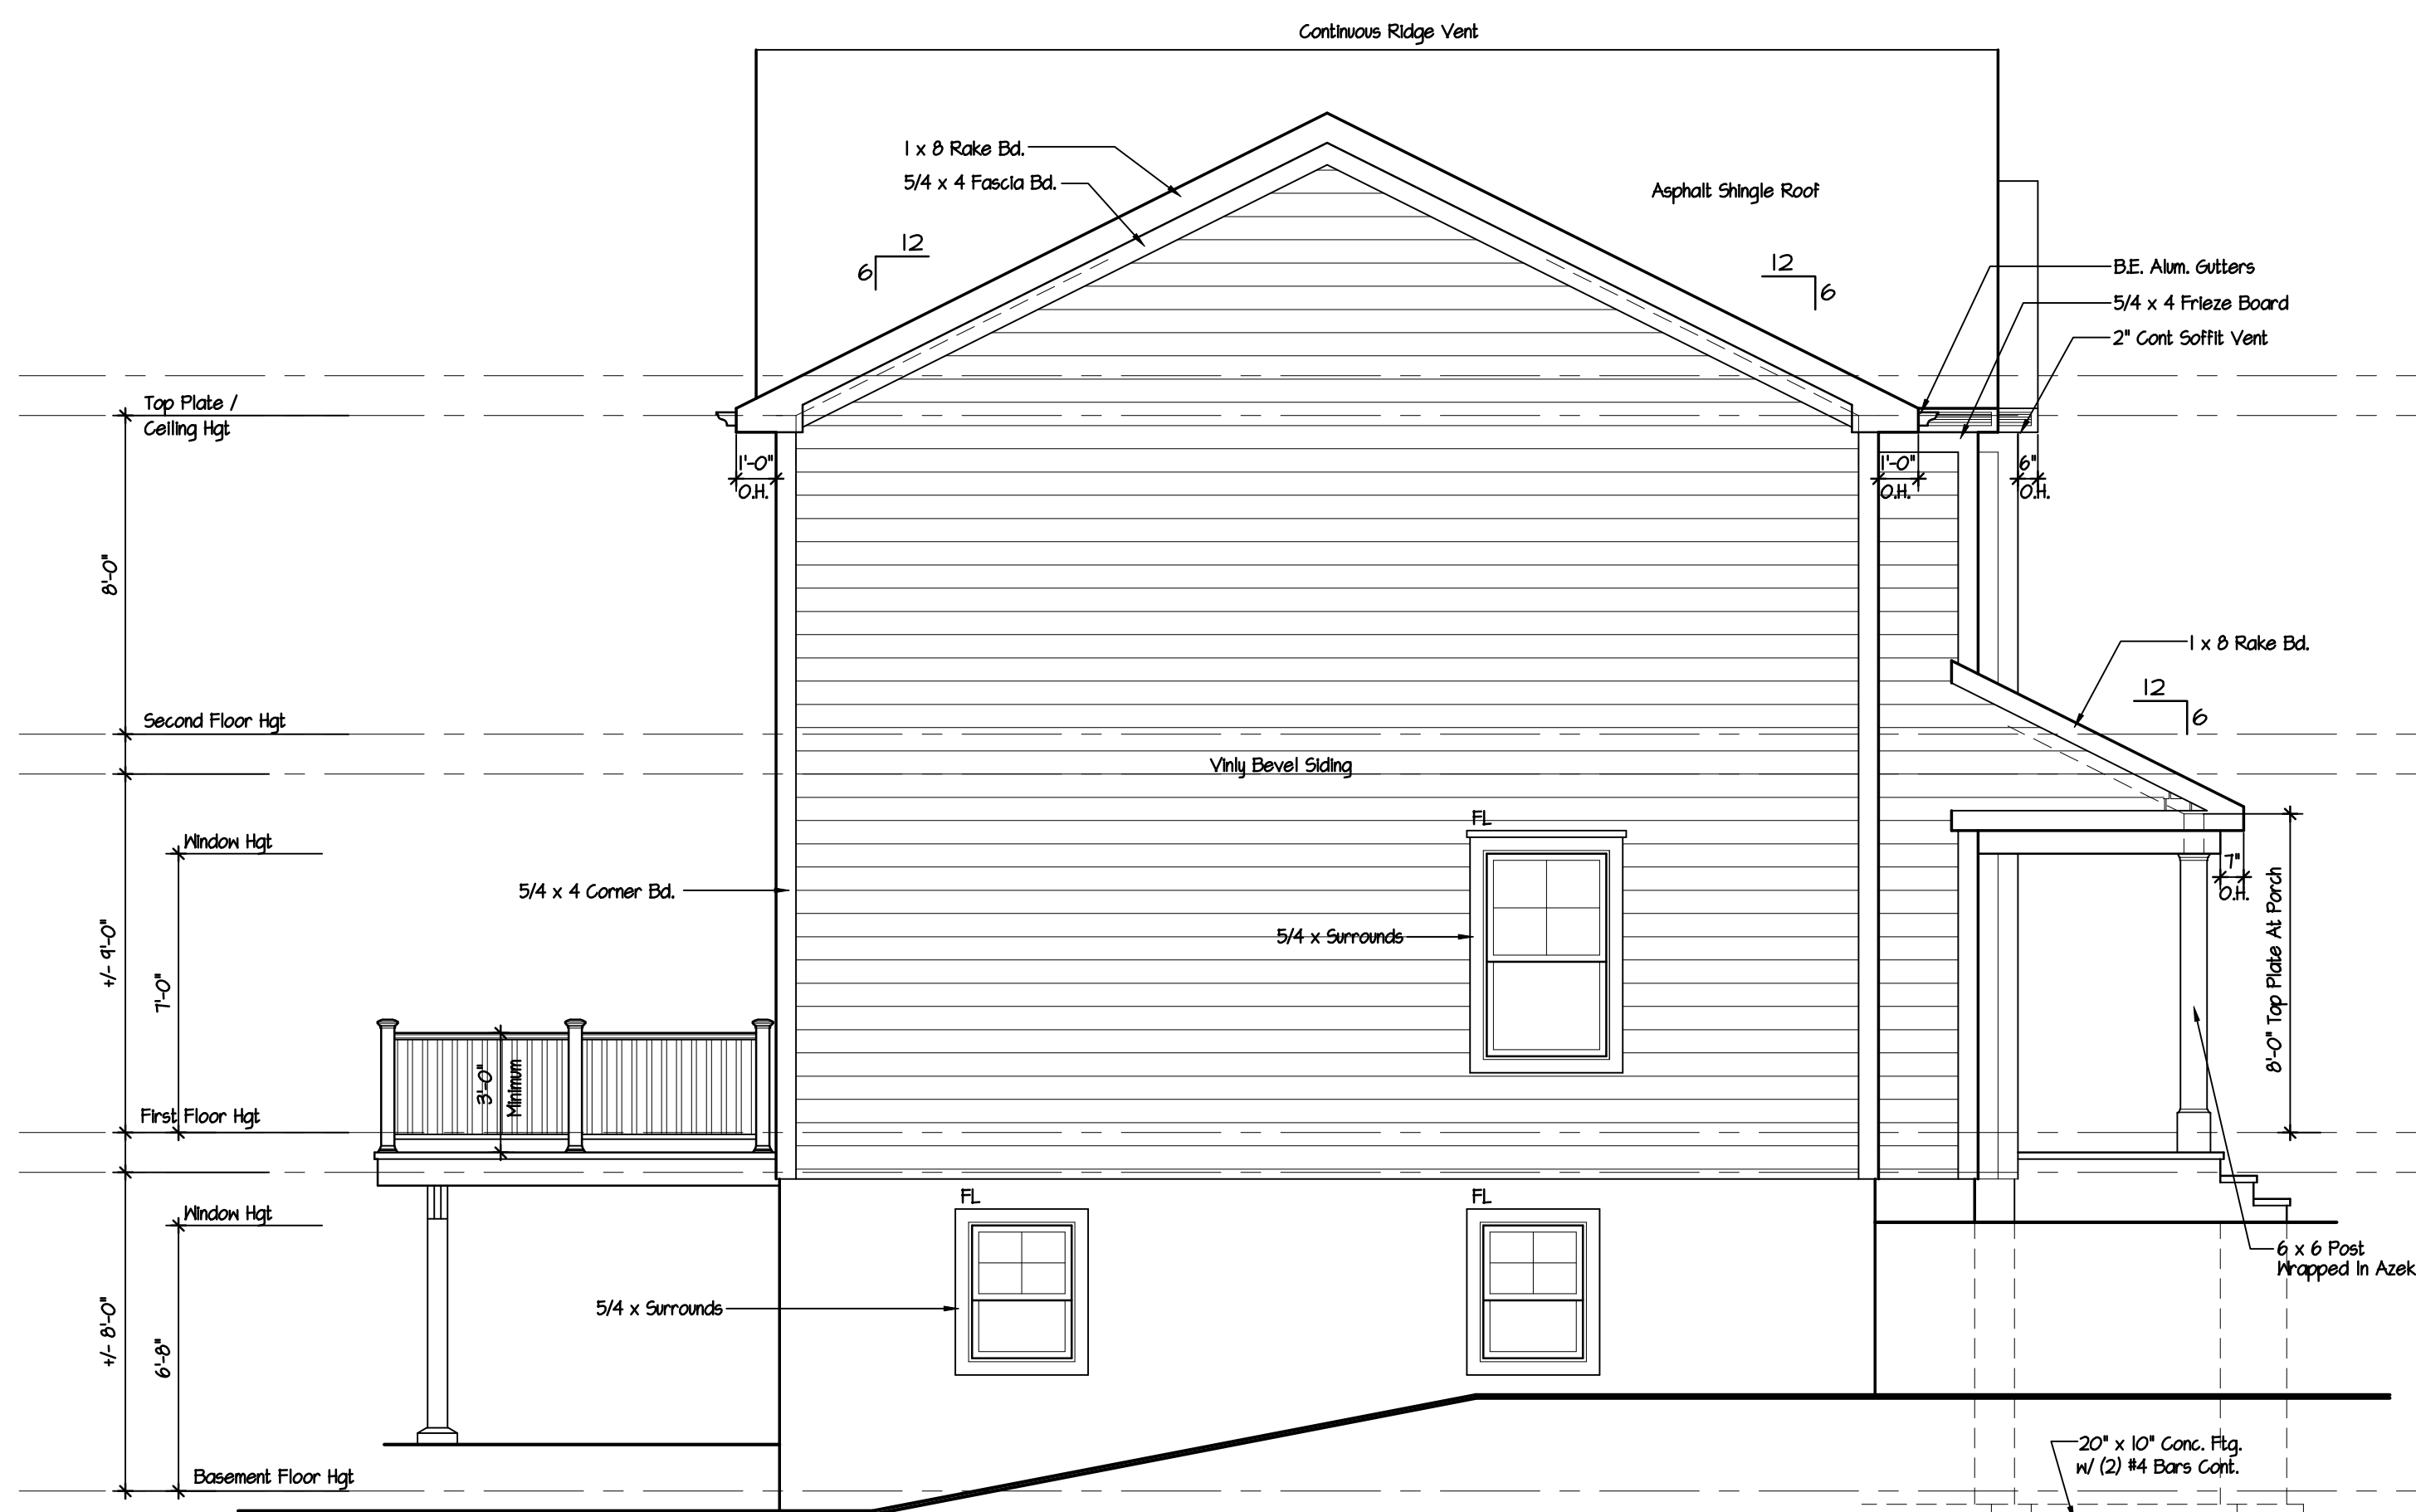 Continuous Ridge Vent
1 x 8 Rake Bd.
5/4 x 4 Fascia Bd.
Asphalt Shingle Roof
12
6
12
6
B.E. Alum. Gutters
5/4 x 4 Frieze Board
2" Cont Soffit Vent
Top Plate /
Ceiling Hgt
1'-0"
O.H.
1'-0"
O.H.
6"
O.H.
8'-0"
1 x 8 Rake Bd.
12
6
Second Floor Hgt
Vinly Bevel Siding
FL
Window Hgt
7"
O.H.
5/4 x 4 Corner Bd.
5/4 x Surrounds
+/- 9'-0"
7'-0"
8'-0" Top Plate At Porch
3'-0"
Minimum
First Floor Hgt
FL
FL
Window Hgt
6 x 6 Post
Wrapped In Azek
5/4 x Surrounds
+/- 8'-0"
6'-8"
20" x 10" Conc. Ftg.
w/ (2) #4 Bars Cont.
Basement Floor Hgt